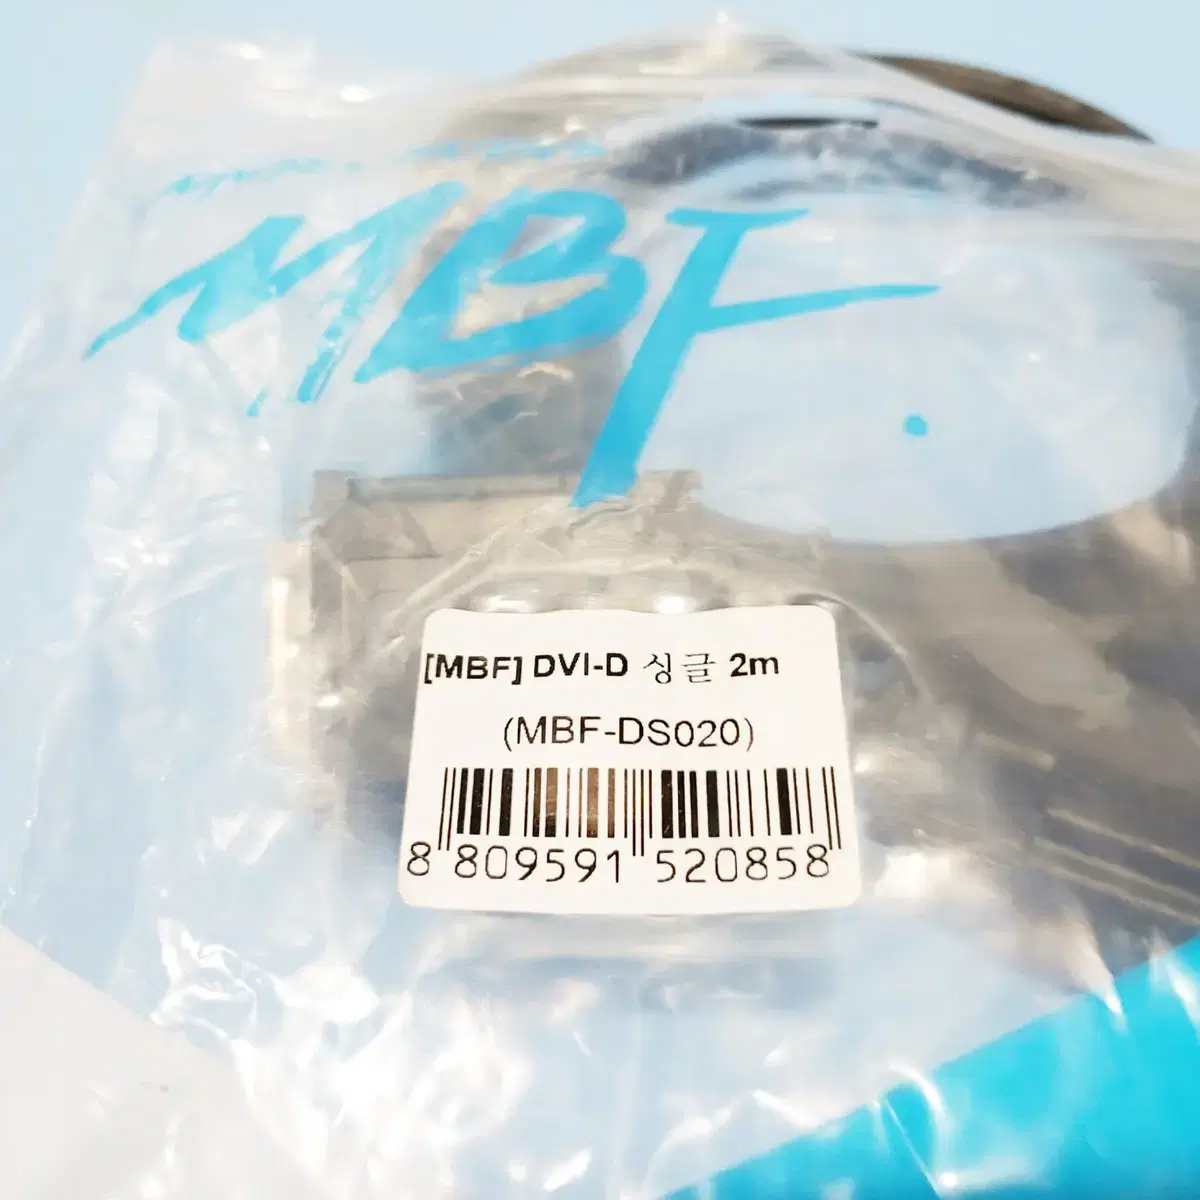 MBF.
[MBF] DVI-D 싱글 2m
(MBF-DS020)
8 809591 520858